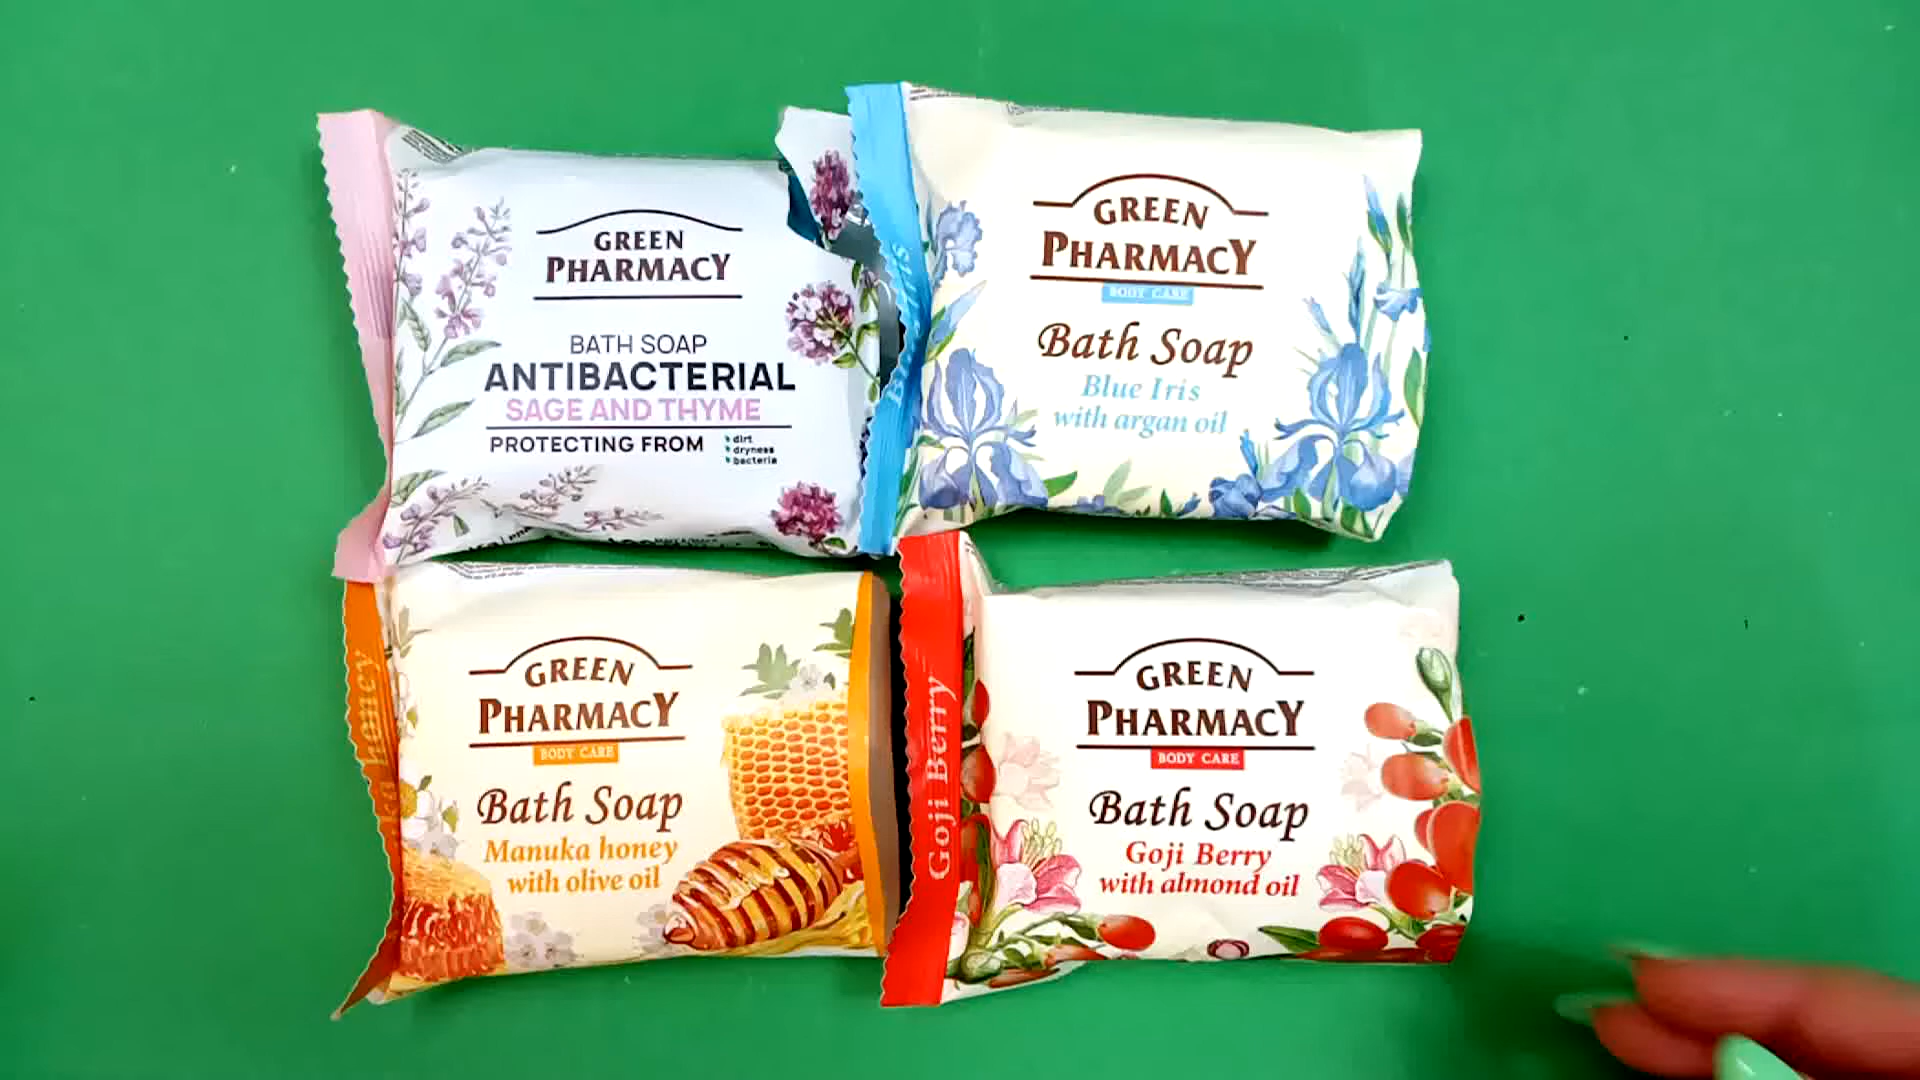 GREEN
PHARMACY
BATH SOAP
ANTIBACTERIAL
SAGE AND THYME
PROTECTING FROM
dirt
dryness
bacteria
GREEN
PHARMACY
BODY CARE
Bath Soap
Blue Iris
with argan oil
honey
GREEN
PHARMACY
BODY CARE
Bath Soap
Manuka honey
with olive oil
Goji Berry
GREEN
PHARMACY
BODY CARE
Bath Soap
Goji Berry
with almond oil